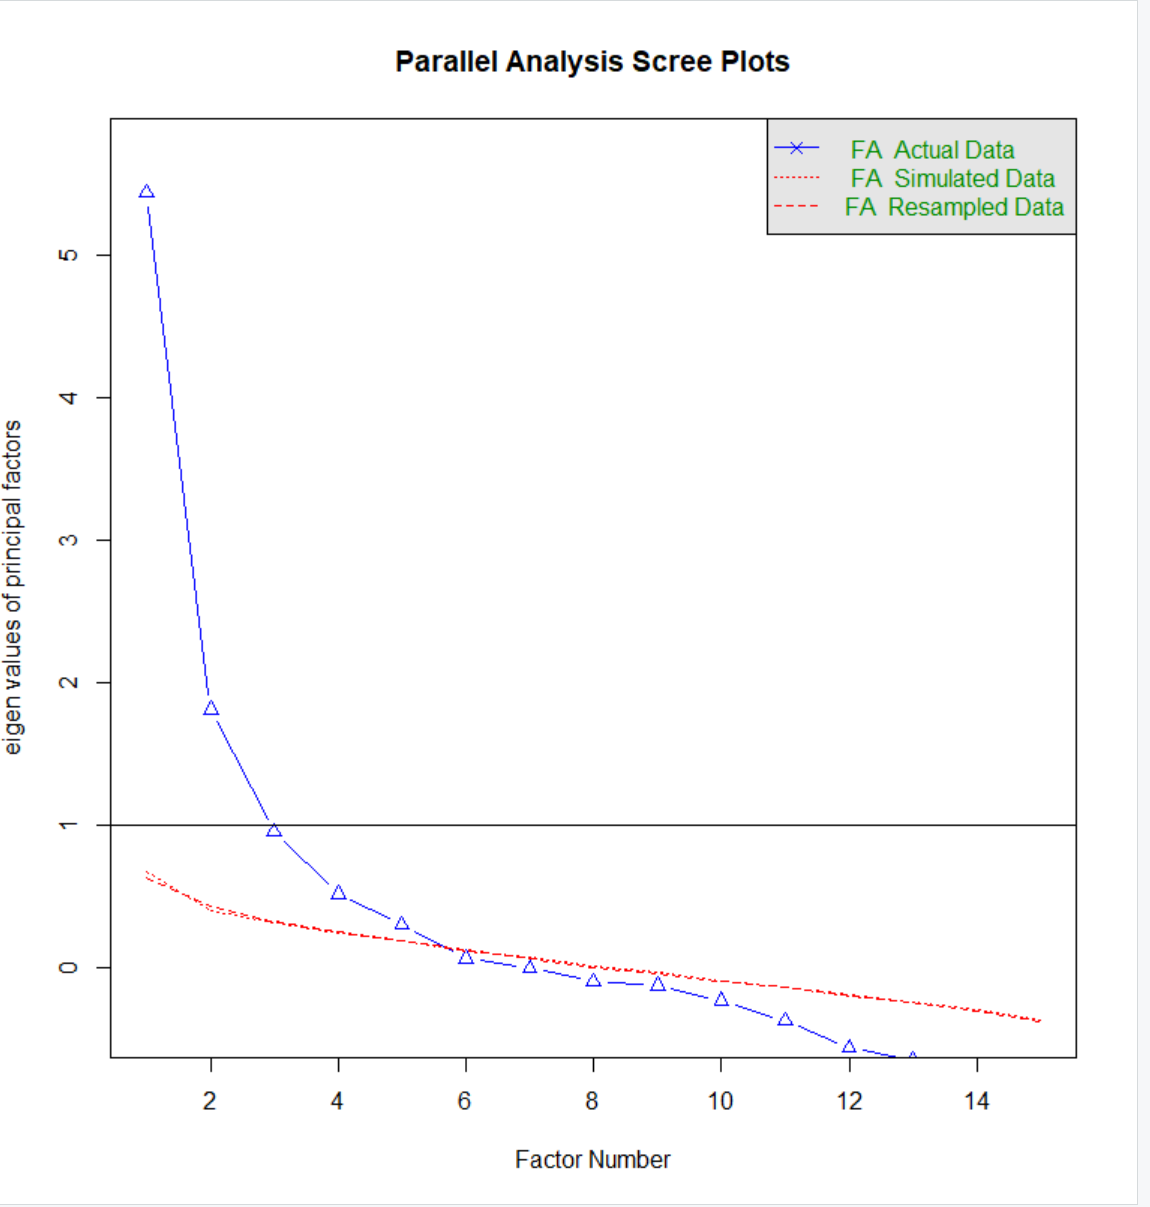 Parallel Analysis Scree Plots
FA Actual Data
FA Simulated Data
FA Resampled Data
eigen values of principal factors
5
4
3
2
1
0
2 4 6 8 10 12 14
Factor Number